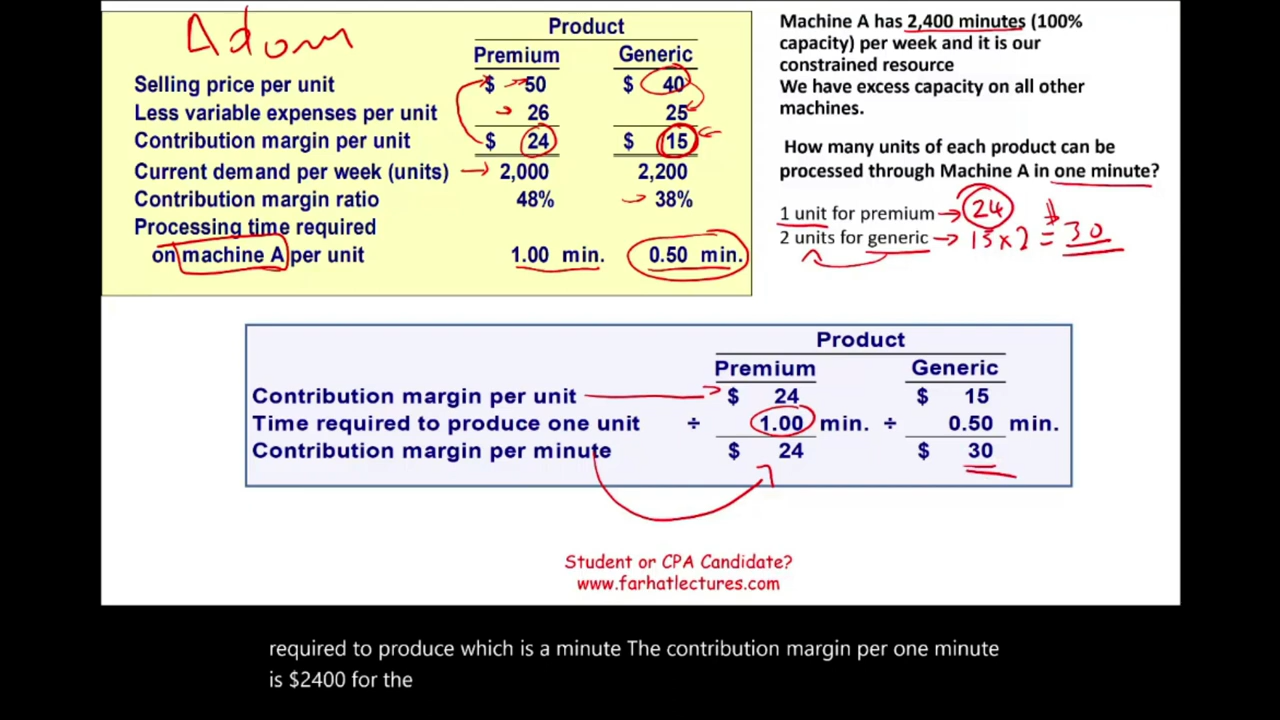 Adam
Product
Premium Generic
Selling price per unit $ 50 $ 40
Less variable expenses per unit 26 25
Contribution margin per unit $ 24 $ 15
Current demand per week (units) 2,000 2,200
Contribution margin ratio 48% 38%
Processing time required
on machine A per unit 1.00 min. 0.50 min.
Machine A has 2,400 minutes (100%
capacity) per week and it is our
constrained resource
We have excess capacity on all other
machines.
How many units of each product can be
processed through Machine A in one minute?
1 unit for premium 24
2 units for generic 15 x 2 = $30
Product
Premium Generic
Contribution margin per unit $ 24 $ 15
Time required to produce one unit ÷ 1.00 min. ÷ 0.50 min.
Contribution margin per minute $ 24 $ 30
Student or CPA Candidate?
www.farhatlectures.com
required to produce which is a minute The contribution margin per one minute
is $2400 for the